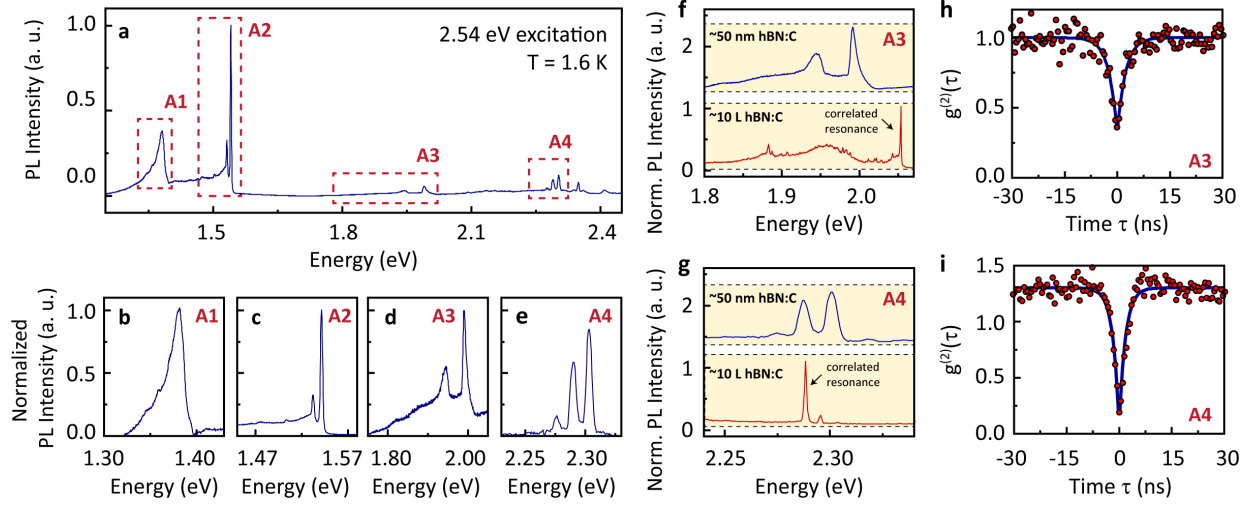 a
2.54 eV excitation
T = 1.6 K
A1
A2
A3
A4
1.0
0.5
0.0
PL Intensity (a. u.)
1.5
1.8
2.1
2.4
Energy (eV)
b
A1
1.0
0.5
0.0
Normalized
PL Intensity (a. u.)
1.30
1.40
Energy (eV)
c
A2
1.47
1.57
Energy (eV)
d
A3
1.80
2.00
Energy (eV)
e
A4
2.25
2.30
Energy (eV)
f
~50 nm hBN:C
A3
~10 L hBN:C
correlated
resonance
2
1
0
Norm. PL Intensity (a. u.)
1.8
1.9
2.0
Energy (eV)
g
~50 nm hBN:C
A4
~10 L hBN:C
correlated
resonance
2
1
0
Norm. PL Intensity (a. u.)
2.25
2.30
Energy (eV)
h
1.0
0.5
0.0
g(2)(τ)
A3
-30
-15
0
15
30
Time τ (ns)
i
1.5
1.0
0.5
0.0
g(2)(τ)
A4
-30
-15
0
15
30
Time τ (ns)